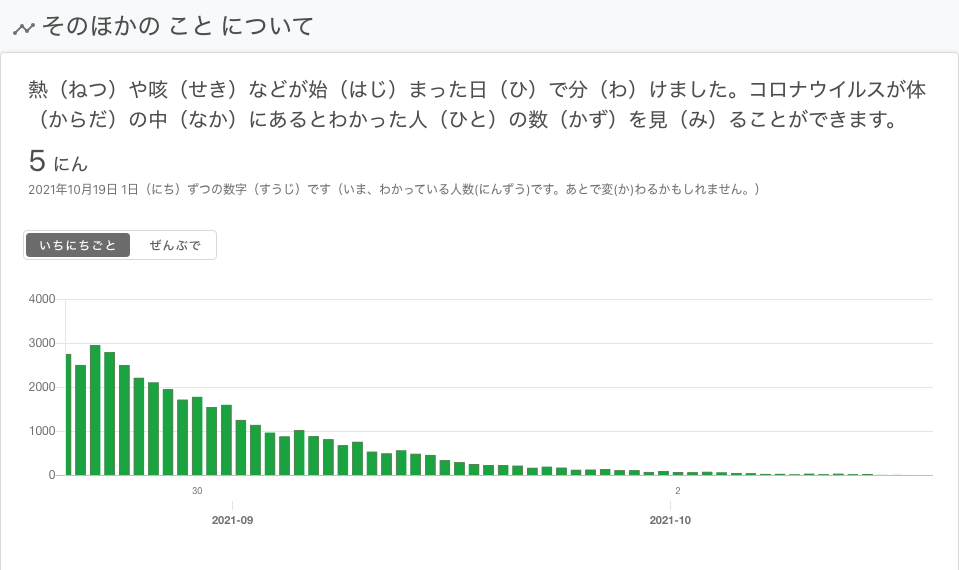 そのほかの こと について
熱（ねつ）や咳（せき）などが始（はじ）まった日（ひ）で分（わ）けました。コロナウイルスが体
（からだ）の中（なか）にあるとわかった人（ひと）の数（かず）を見（み）ることができます。
5 にん
2021年10月19日 1日（にち）ずつの数字（すうじ）です（いま、わかっている人数(にんずう)です。あとで変(か)わるかもしれません。）
いちにちごと ぜんぶで
4000
3000
2000
1000
0
30 2
2021-09 2021-10